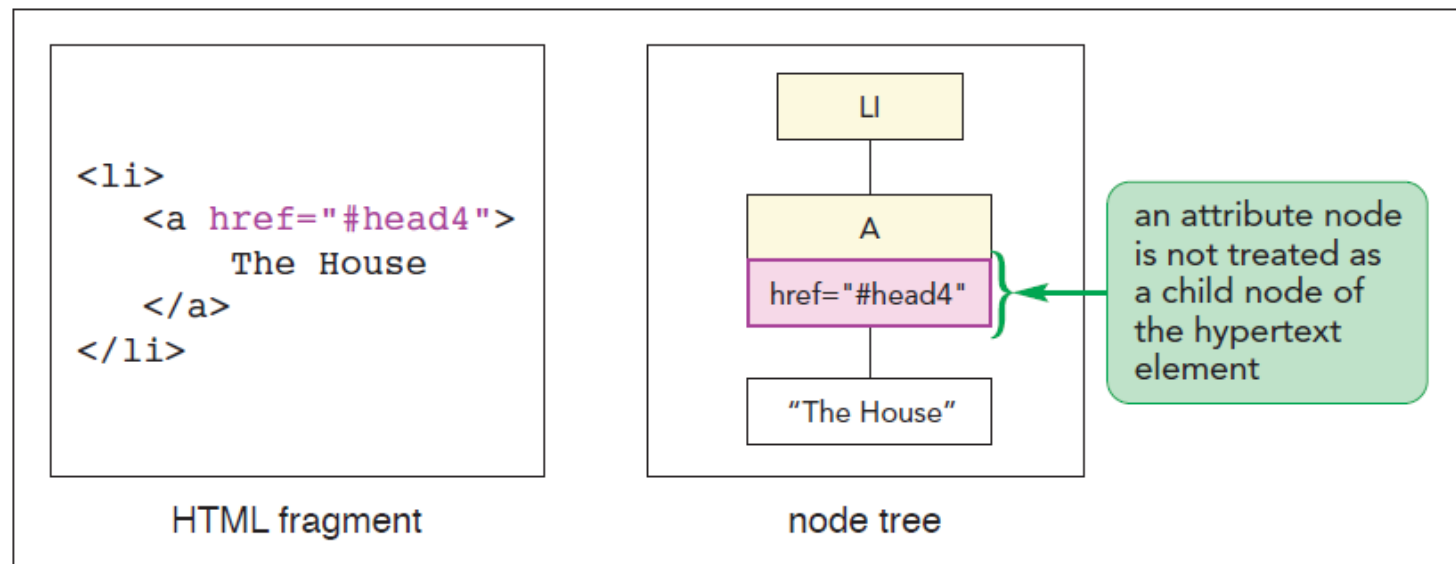 <li>
<a href="#head4">
The House
</a>
</li>
HTML fragment
LI
A
href="#head4"
“The House”
node tree
an attribute node
is not treated as
a child node of
the hypertext
element